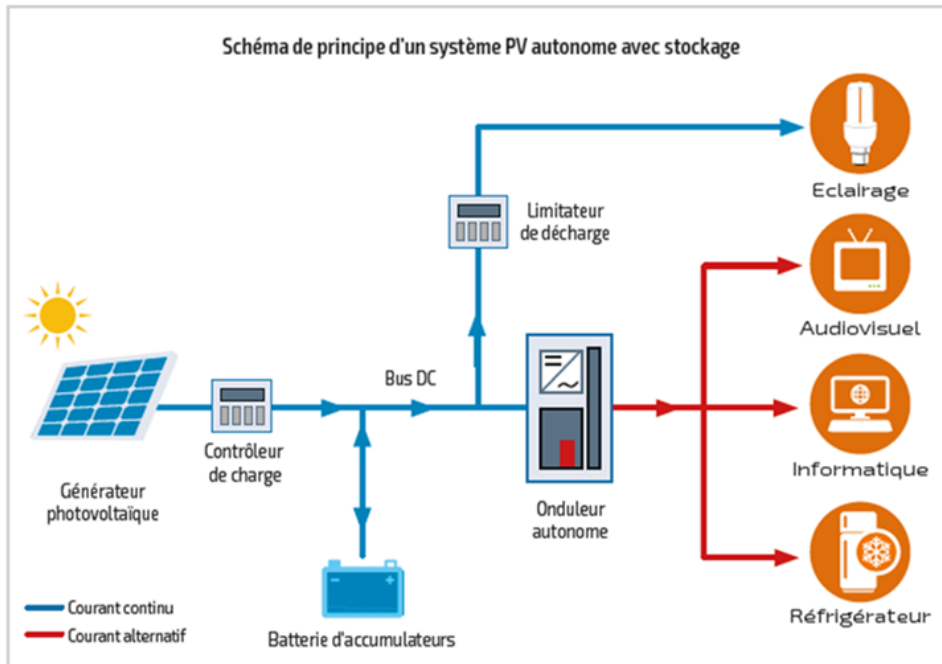 Schéma de principe d'un système PV autonome avec stockage
Eclairage
Limitateur
de décharge
Audiovisuel
Bus DC
Contrôleur
de charge
Informatique
Générateur
photovoltaïque
Onduleur
autonome
Courant continu
Courant alternatif
Batterie d'accumulateurs
Réfrigérateur